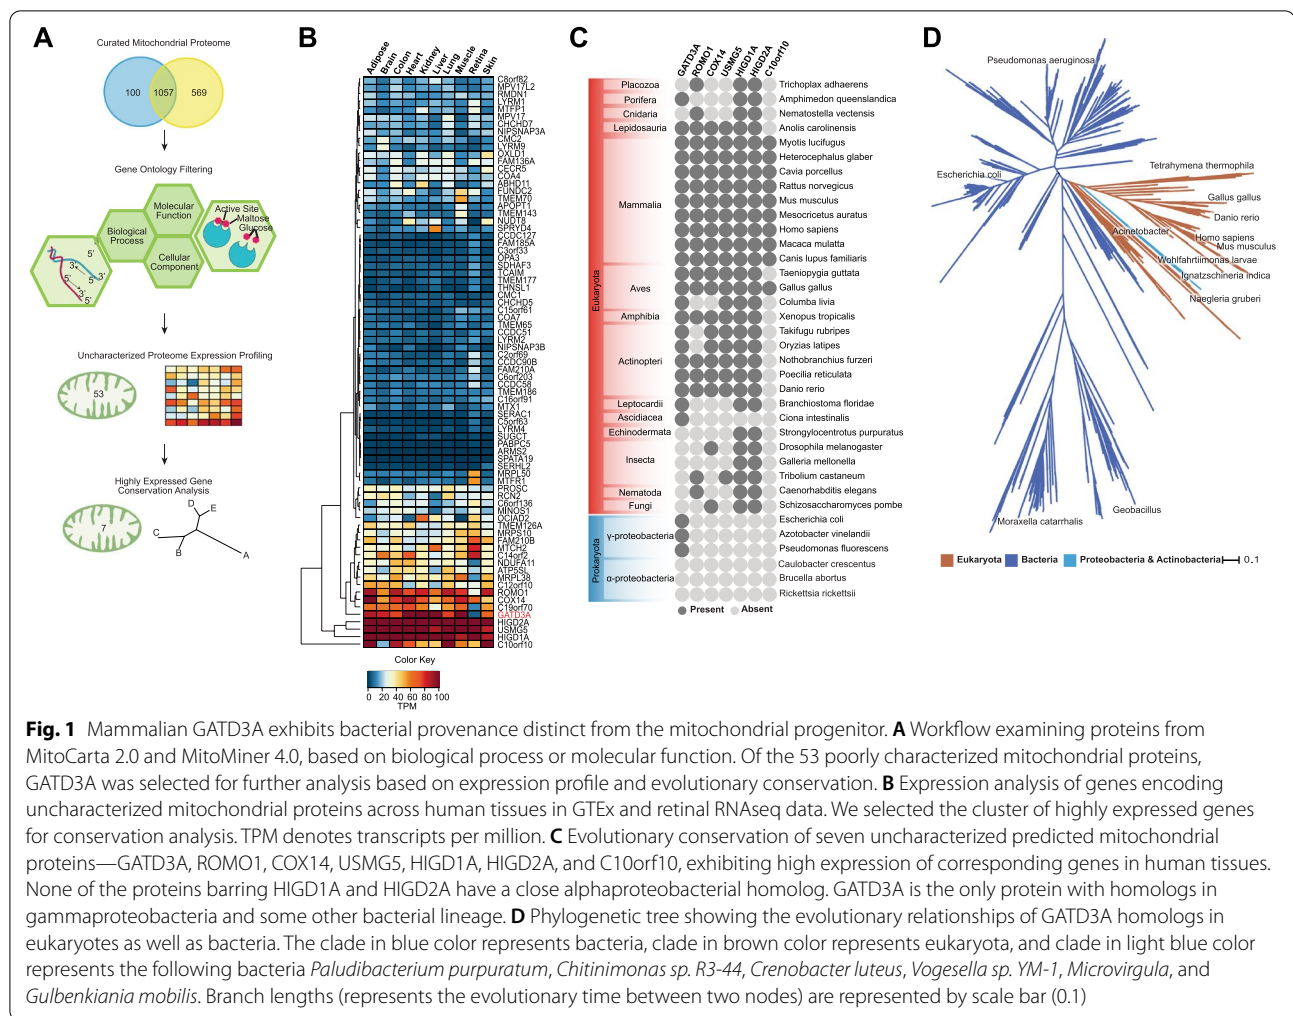 A
Curated Mitochondrial Proteome
100
1057
569
Gene Ontology Filtering
Molecular
Function
Biological
Process
Cellular
Component
Active Site
Maltose
Glucose
5'
3'
5'
5'
3'
3'
5'
Uncharacterized Proteome Expression Profiling
53
Highly Expressed Gene
Conservation Analysis
7
D
E
C
B
A
B
Adipose
Brain
Colon
Heart
Kidney
Liver
Lung
Muscle
Retina
Skin
C8orf82
MPV17L2
RMDN1
LYRM1
MTFP1
MPV17
CHCHD7
NIPSNAP3A
CMC2
LYRM9
OXLD1
FAM136A
CECR5
COA4
ABHD11
FUNDC2
TMEM70
APOPT1
TMEM143
NUDT8
SPRYD4
CCDC127
FAM185A
C3orf33
OPA3
SDHAF3
TCAIM
TMEM177
THNSL1
CMC1
CHCHD5
C15orf61
COA7
TMEM65
CCDC51
LYRM2
NIPSNAP3B
C2orf69
CCDC90B
FAM210A
C6orf203
CCDC58
TMEM186
C16orf91
MTX1
SERAC1
C5orf63
LYRM4
SUGCT
PABPC5
ARMS2
SPATA19
SERHL2
MRPL50
MTFR1
PROSC
RCN2
C6orf136
MINOS1
OCIAD2
TMEM126A
MRPS10
FAM210B
MTCH2
C14orf2
NDUFA11
ATP5SL
MRPL38
C12orf10
ROMO1
COX14
C19orf70
GATD3A
HIGD2A
USMG5
HIGD1A
C10orf10
Color Key
0 20 40 60 80 100
TPM
C
GATD3A
ROMO1
COX14
USMG5
HIGD1A
HIGD2A
C10orf10
Eukaryota
Prokaryota
Placozoa
Porifera
Cnidaria
Lepidosauria
Mammalia
Aves
Amphibia
Actinopteri
Leptocardii
Ascidiacea
Echinodermata
Insecta
Nematoda
Fungi
γ-proteobacteria
α-proteobacteria
Trichoplax adhaerens
Amphimedon queenslandica
Nematostella vectensis
Anolis carolinensis
Myotis lucifugus
Heterocephalus glaber
Cavia porcellus
Rattus norvegicus
Mus musculus
Mesocricetus auratus
Homo sapiens
Macaca mulatta
Canis lupus familiaris
Taeniopygia guttata
Gallus gallus
Columba livia
Xenopus tropicalis
Takifugu rubripes
Oryzias latipes
Nothobranchius furzeri
Poecilia reticulata
Danio rerio
Branchiostoma floridae
Ciona intestinalis
Strongylocentrotus purpuratus
Drosophila melanogaster
Galleria mellonella
Tribolium castaneum
Caenorhabditis elegans
Schizosaccharomyces pombe
Escherichia coli
Azotobacter vinelandii
Pseudomonas fluorescens
Caulobacter crescentus
Brucella abortus
Rickettsia rickettsii
Present Absent
D
Pseudomonas aeruginosa
Escherichia coli
Tetrahymena thermophila
Gallus gallus
Danio rerio
Acinetobacter
Homo sapiens
Mus musculus
Wohlfahrtiimonas larvae
Ignatzschineria indica
Naegleria gruberi
Geobacillus
Moraxella catarrhalis
Eukaryota Bacteria Proteobacteria & Actinobacteria 0.1
Fig. 1 Mammalian GATD3A exhibits bacterial provenance distinct from the mitochondrial progenitor. A Workflow examining proteins from
MitoCarta 2.0 and MitoMiner 4.0, based on biological process or molecular function. Of the 53 poorly characterized mitochondrial proteins,
GATD3A was selected for further analysis based on expression profile and evolutionary conservation. B Expression analysis of genes encoding
uncharacterized mitochondrial proteins across human tissues in GTEx and retinal RNAseq data. We selected the cluster of highly expressed genes
for conservation analysis. TPM denotes transcripts per million. C Evolutionary conservation of seven uncharacterized predicted mitochondrial
proteins—GATD3A, ROMO1, COX14, USMG5, HIGD1A, HIGD2A, and C10orf10, exhibiting high expression of corresponding genes in human tissues.
None of the proteins barring HIGD1A and HIGD2A have a close alphaproteobacterial homolog. GATD3A is the only protein with homologs in
gammaproteobacteria and some other bacterial lineage. D Phylogenetic tree showing the evolutionary relationships of GATD3A homologs in
eukaryotes as well as bacteria. The clade in blue color represents bacteria, clade in brown color represents eukaryota, and clade in light blue color
represents the following bacteria Paludibacterium purpuratum, Chitinimonas sp. R3-44, Crenobacter luteus, Vogesella sp. YM-1, Microvirgula, and
Gulbenkiania mobilis. Branch lengths (represents the evolutionary time between two nodes) are represented by scale bar (0.1)